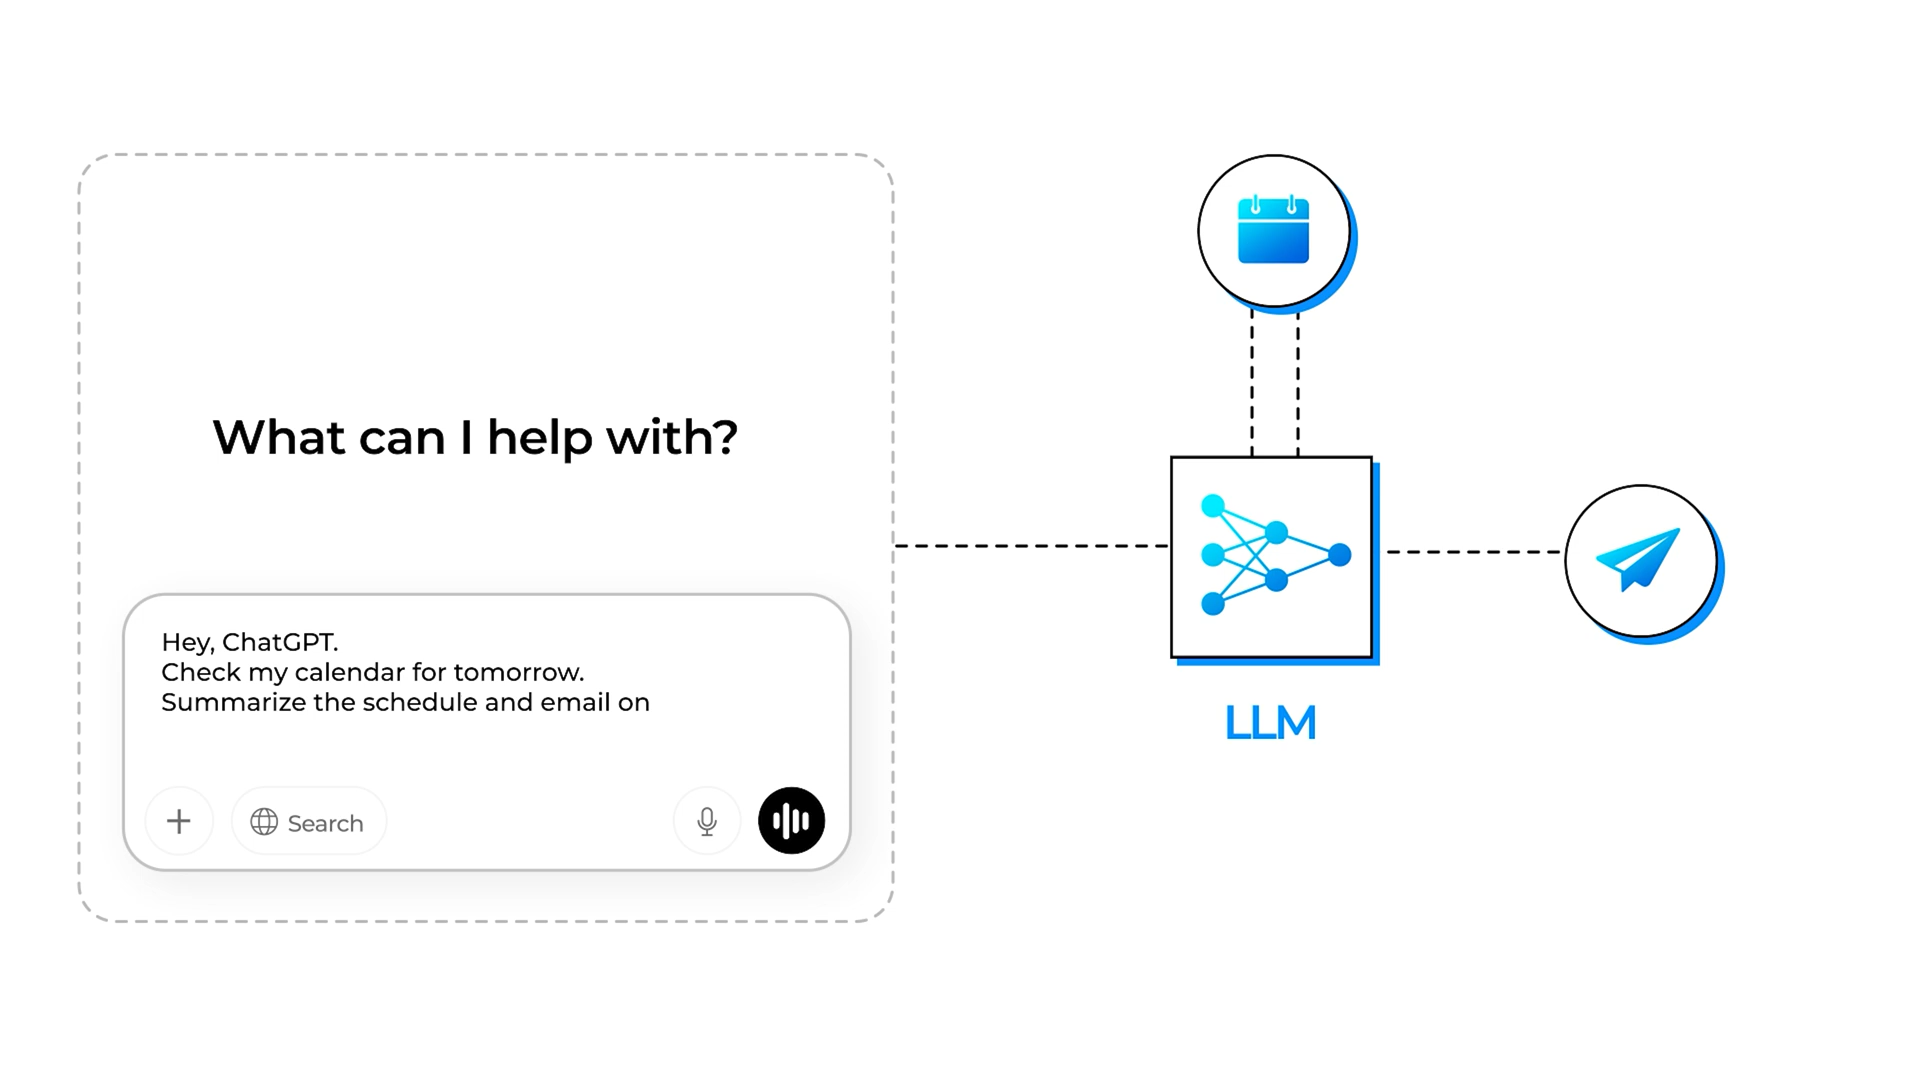 What can I help with?
Hey, ChatGPT.
Check my calendar for tomorrow.
Summarize the schedule and email on
Search
LLM